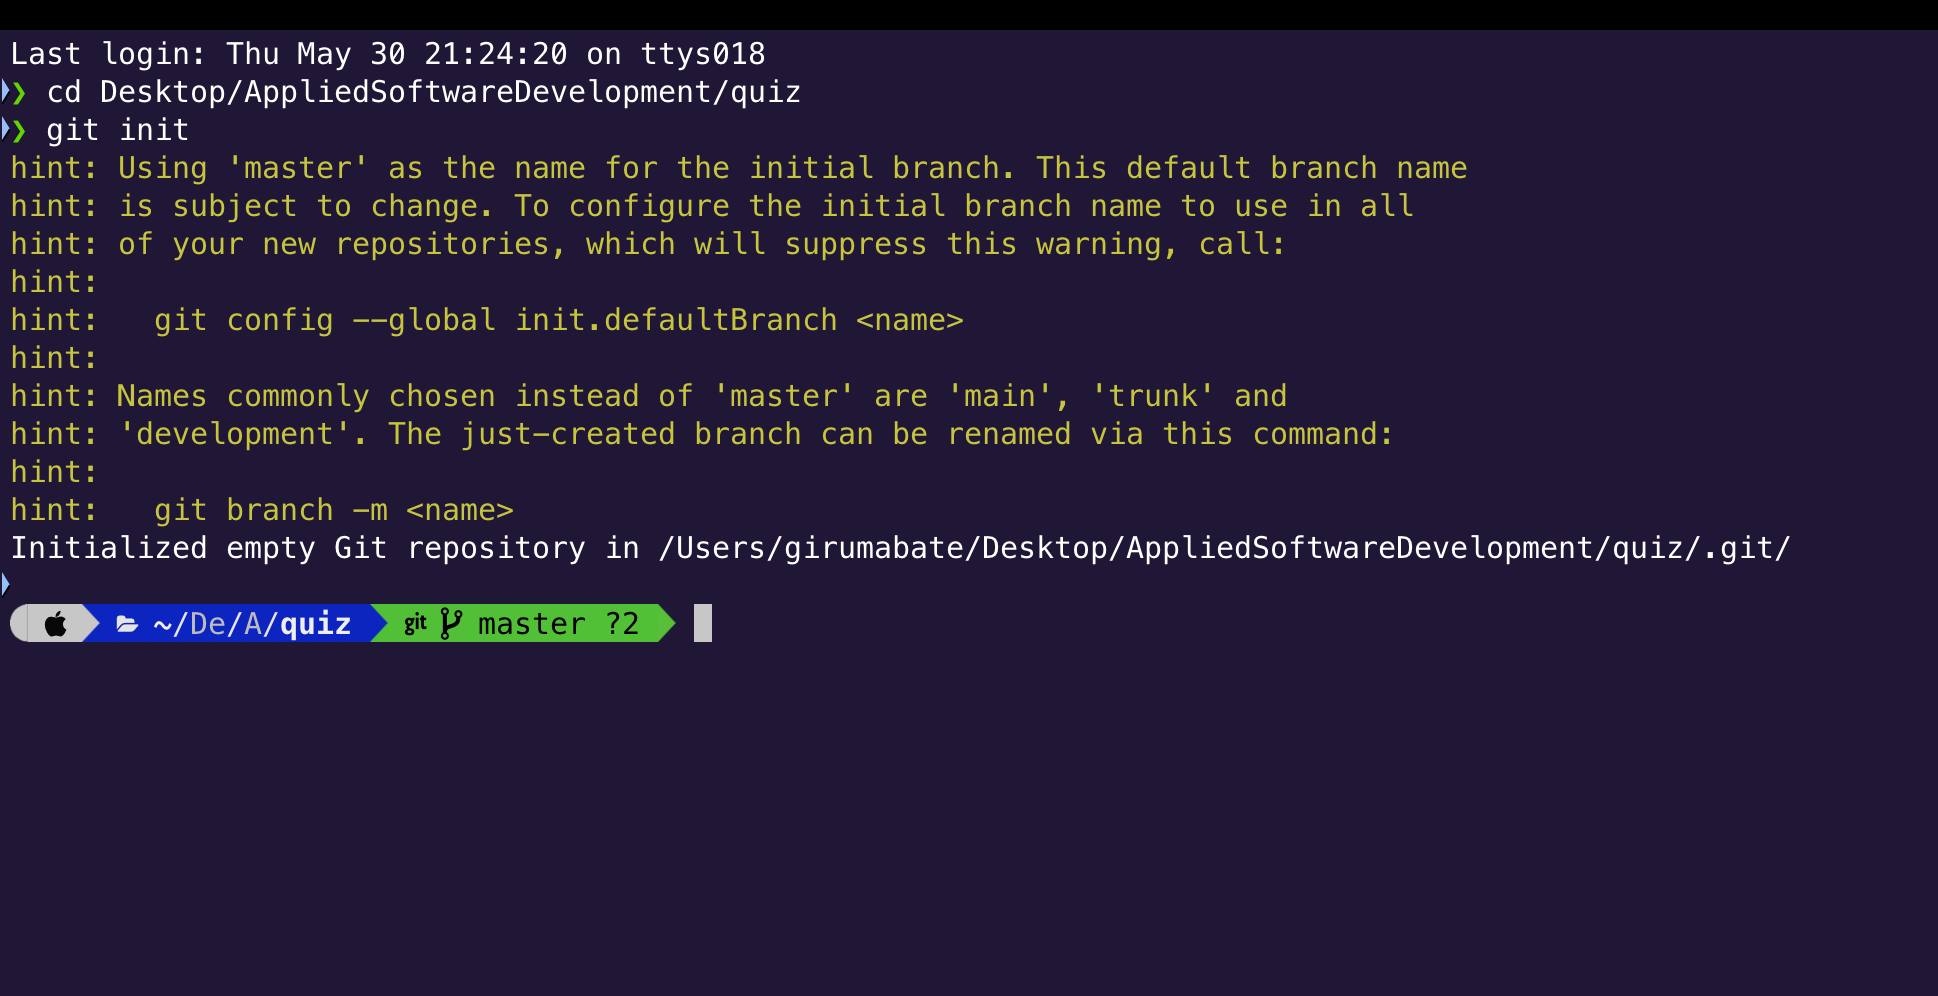 Last login: Thu May 30 21:24:20 on ttys018
❯ cd Desktop/AppliedSoftwareDevelopment/quiz
❯ git init
hint: Using 'master' as the name for the initial branch. This default branch name
hint: is subject to change. To configure the initial branch name to use in all
hint: of your new repositories, which will suppress this warning, call:
hint:
hint:   git config --global init.defaultBranch <name>
hint:
hint: Names commonly chosen instead of 'master' are 'main', 'trunk' and
hint: 'development'. The just-created branch can be renamed via this command:
hint:
hint:   git branch -m <name>
Initialized empty Git repository in /Users/girumabate/Desktop/AppliedSoftwareDevelopment/quiz/.git/
~/De/A/quiz git master ?2